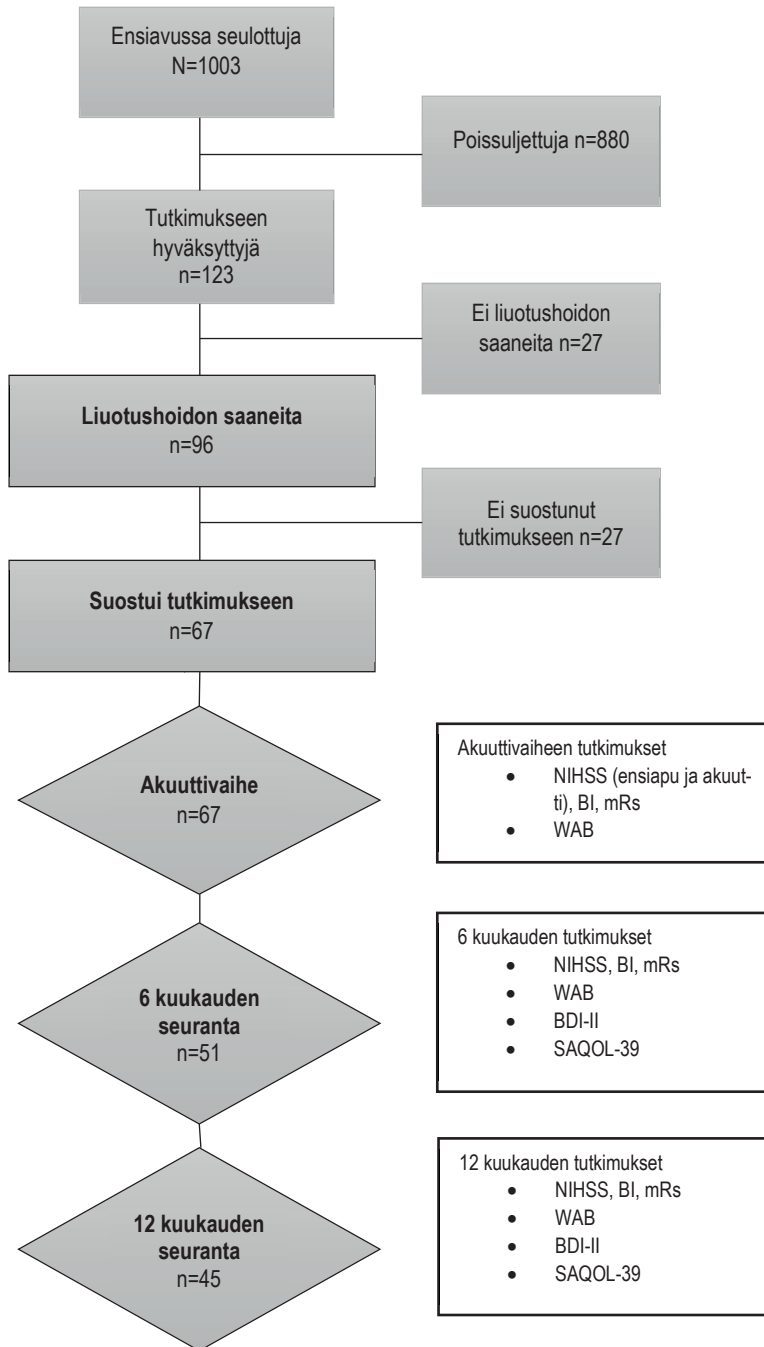 Ensiavussa seulottuja
N=1003
Poissuljettuja n=880
Tutkimukseen
hyväksyttyjä
n=123
Ei liuotushoidon
saaneita n=27
Liuotushoidon saaneita
n=96
Ei suostunut
tutkimukseen n=27
Suostui tutkimukseen
n=67
Akuuttivaihe
n=67
Akuuttivaiheen tutkimukset
• NIHSS (ensiapu ja akuut-
ti), BI, mRs
• WAB
6 kuukauden
seuranta
n=51
6 kuukauden tutkimukset
• NIHSS, BI, mRs
• WAB
• BDI-II
• SAQOL-39
12 kuukauden
seuranta
n=45
12 kuukauden tutkimukset
• NIHSS, BI, mRs
• WAB
• BDI-II
• SAQOL-39